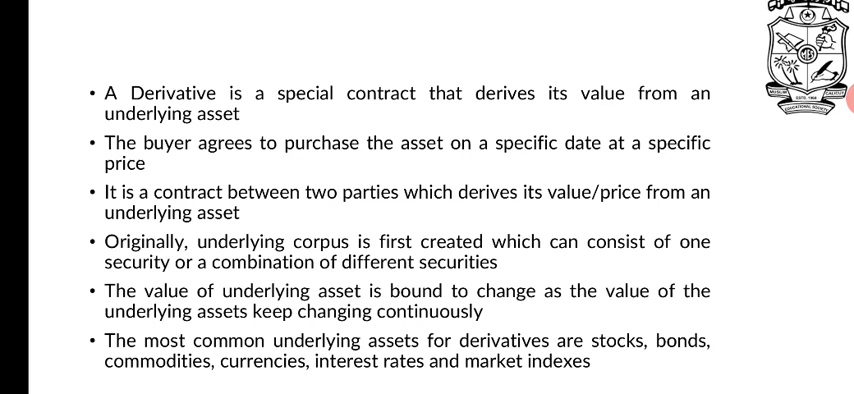 • A Derivative is a special contract that derives its value from an
underlying asset
• The buyer agrees to purchase the asset on a specific date at a specific
price
• It is a contract between two parties which derives its value/price from an
underlying asset
• Originally, underlying corpus is first created which can consist of one
security or a combination of different securities
• The value of underlying asset is bound to change as the value of the
underlying assets keep changing continuously
• The most common underlying assets for derivatives are stocks, bonds,
commodities, currencies, interest rates and market indexes
MUSLIM
CALICUT
EDUCATIONAL SOCIETY